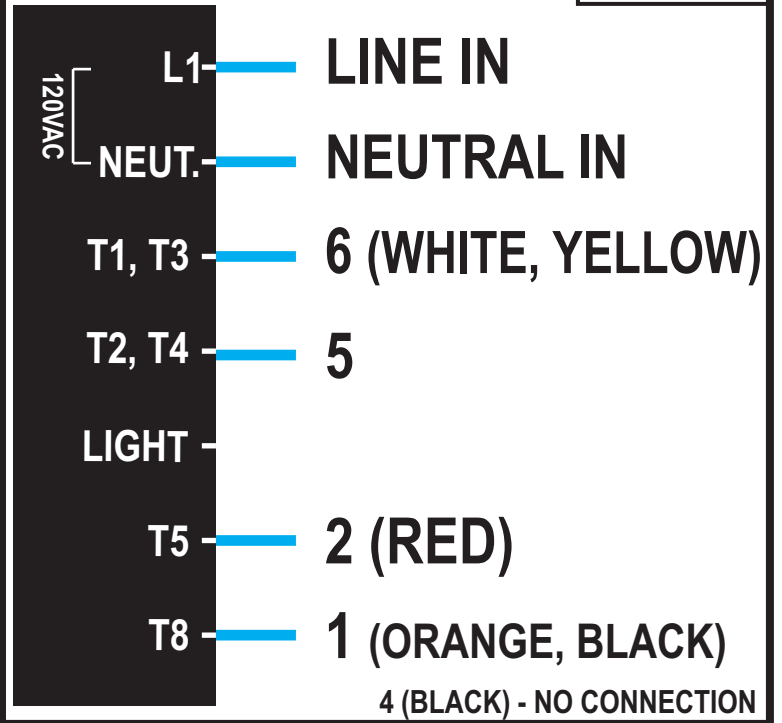 L1 LINE IN
120VAC
NEUT. NEUTRAL IN
T1, T3 6 (WHITE, YELLOW)
T2, T4 5
LIGHT
T5 2 (RED)
T8 1 (ORANGE, BLACK)
4 (BLACK) - NO CONNECTION